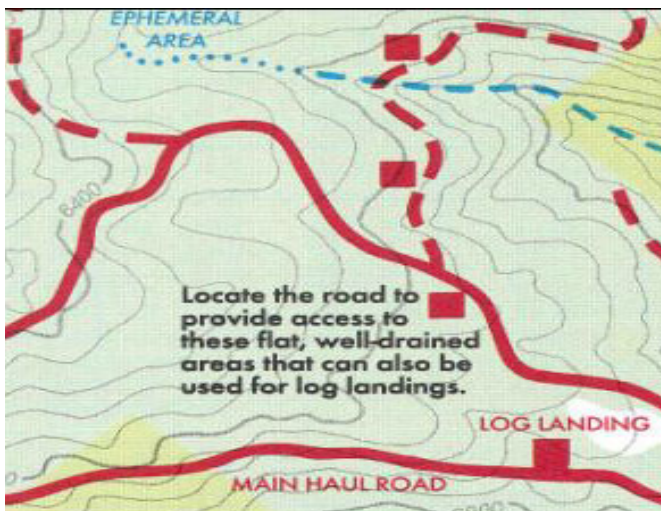 EPHEMERAL
AREA
6400
Locate the road to
provide access to
these flat, well-drained
areas that can also be
used for log landings.
LOG LANDING
MAIN HAUL ROAD